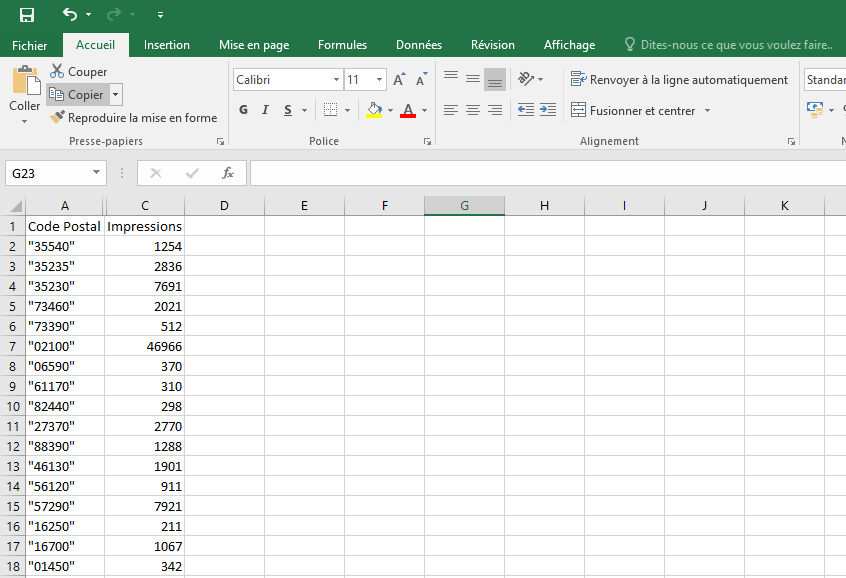 Fichier Accueil Insertion Mise en page Formules Données Révision Affichage Dites-nous ce que vous voulez faire..
Coller
Couper
Copier
Reproduire la mise en forme
Presse-papiers
Calibri 11 A A
G I S A
Police
Renvoyer à la ligne automatiquement
Fusionner et centrer
Alignement
Standar
G23 fx
A C D E F G H I J K
1 Code Postal Impressions
2 "35540" 1254
3 "35235" 2836
4 "35230" 7691
5 "73460" 2021
6 "73390" 512
7 "02100" 46966
8 "06590" 370
9 "61170" 310
10 "82440" 298
11 "27370" 2770
12 "88390" 1288
13 "46130" 1901
14 "56120" 911
15 "57290" 7921
16 "16250" 211
17 "16700" 1067
18 "01450" 342